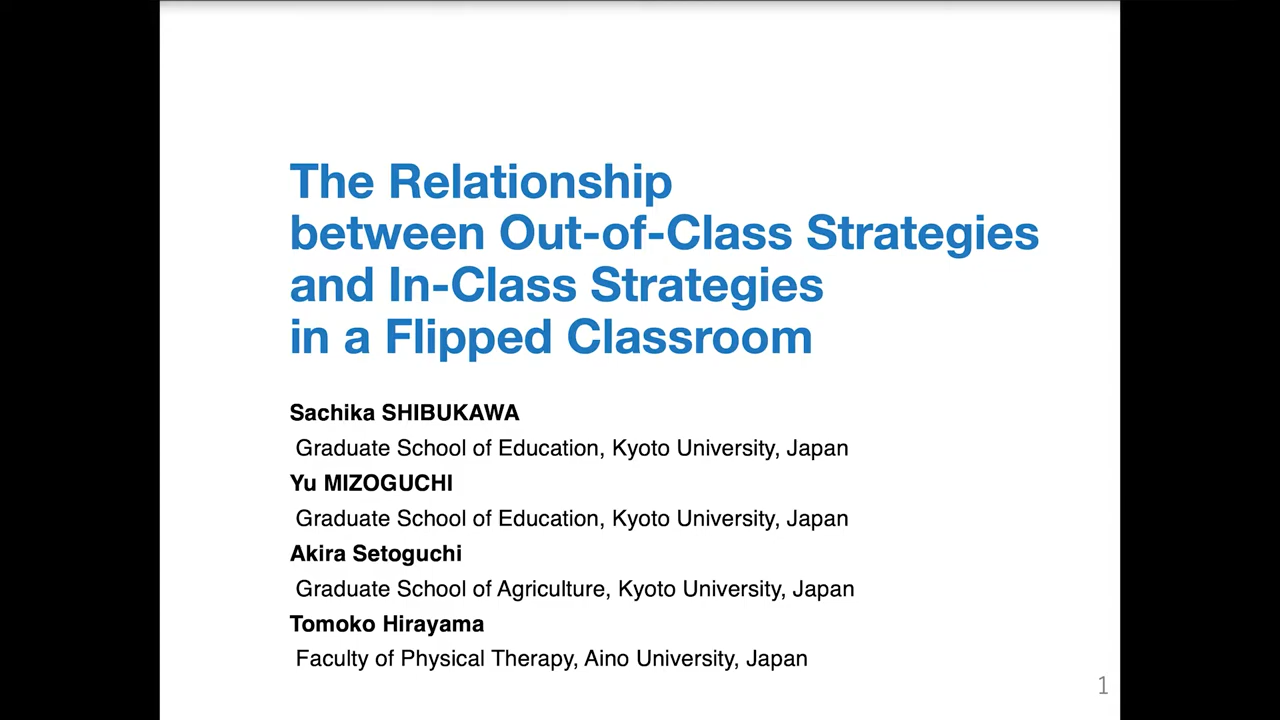 The Relationship
between Out-of-Class Strategies
and In-Class Strategies
in a Flipped Classroom
Sachika SHIBUKAWA
Graduate School of Education, Kyoto University, Japan
Yu MIZOGUCHI
Graduate School of Education, Kyoto University, Japan
Akira Setoguchi
Graduate School of Agriculture, Kyoto University, Japan
Tomoko Hirayama
Faculty of Physical Therapy, Aino University, Japan
1